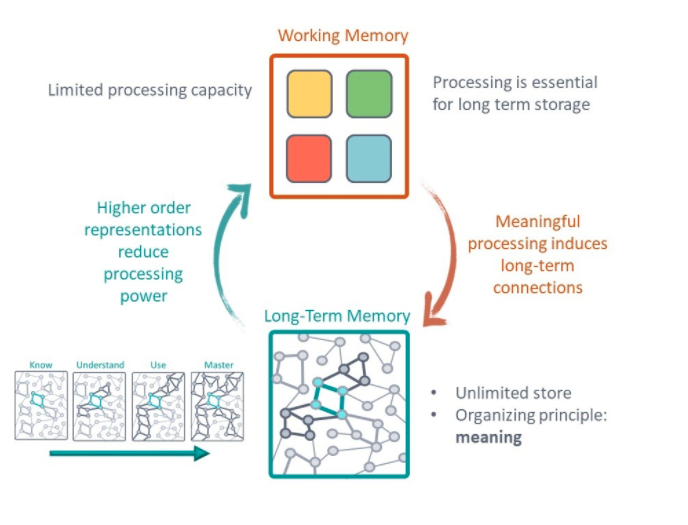 Working Memory
Limited processing capacity
Processing is essential
for long term storage
Higher order
representations
reduce
processing
power
Meaningful
processing induces
long-term
connections
Long-Term Memory
Know
Understand
Use
Master
• Unlimited store
• Organizing principle:
meaning